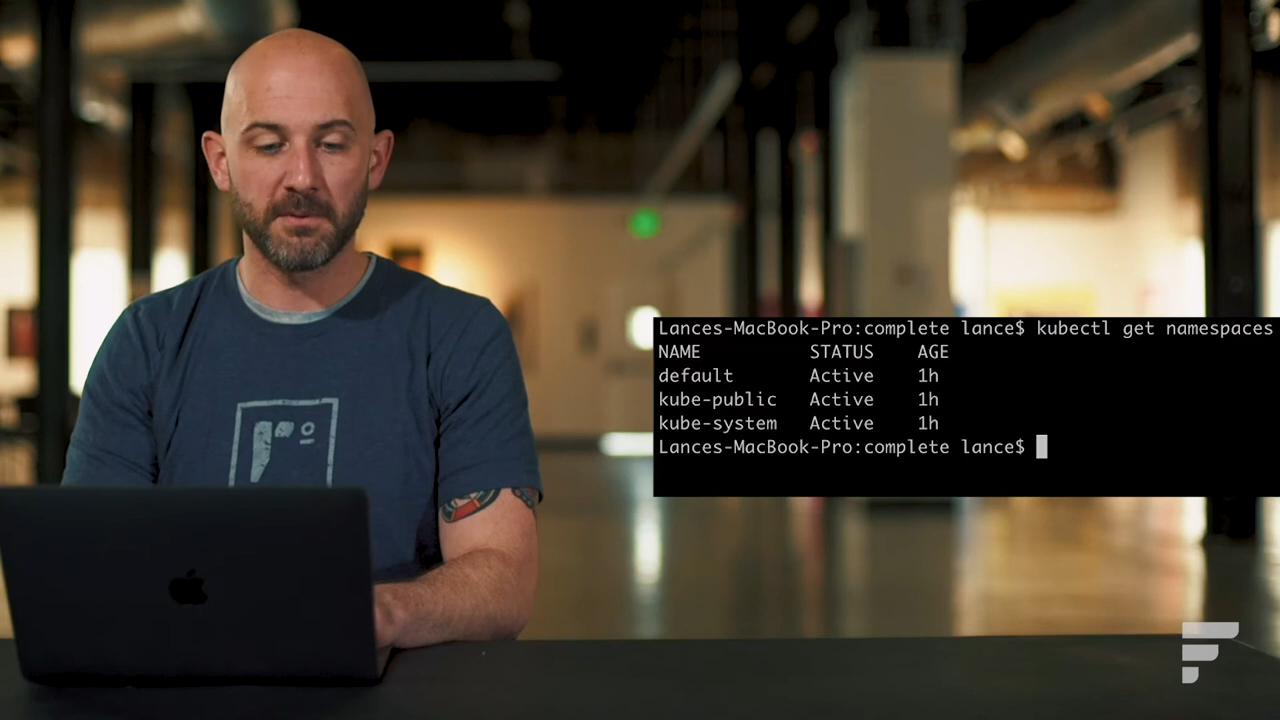 Lances-MacBook-Pro:complete lance$ kubectl get namespaces
NAME STATUS AGE
default Active 1h
kube-public Active 1h
kube-system Active 1h
Lances-MacBook-Pro:complete lance$